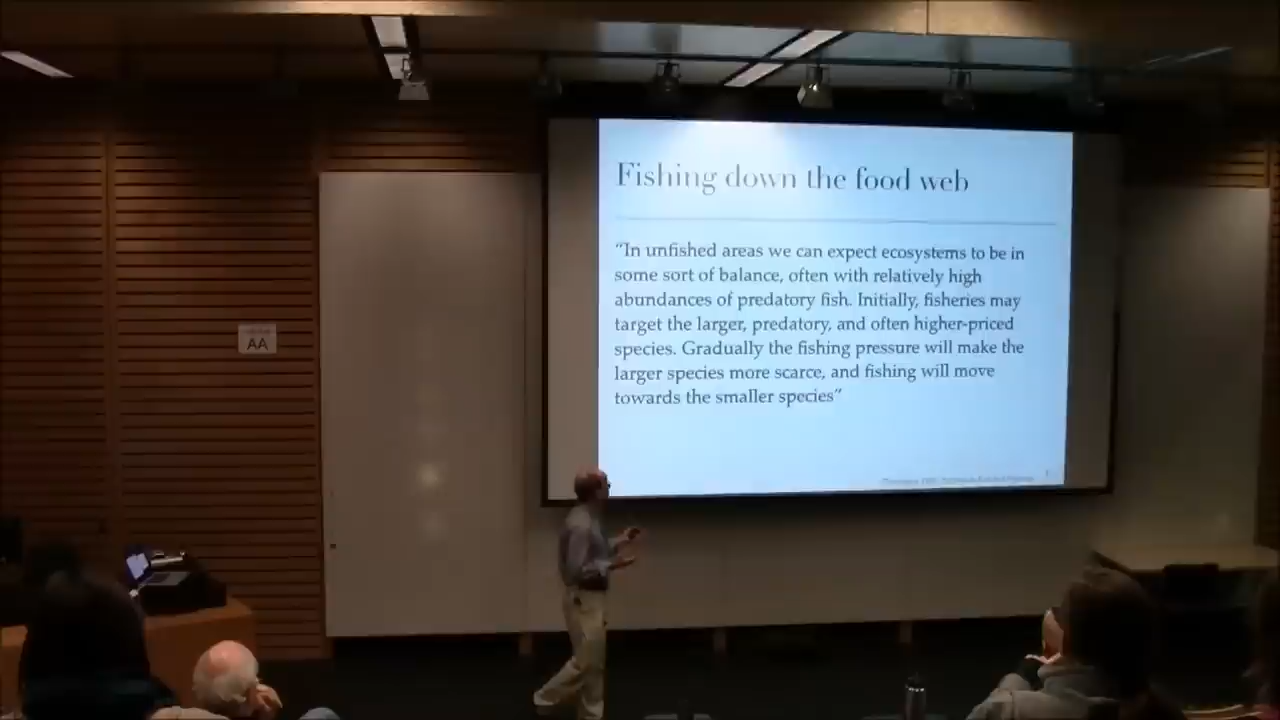 Fishing down the food web
“In unfished areas we can expect ecosystems to be in
some sort of balance, often with relatively high
abundances of predatory fish. Initially, fisheries may
target the larger, predatory, and often higher-priced
species. Gradually the fishing pressure will make the
larger species more scarce, and fishing will move
towards the smaller species”
AA